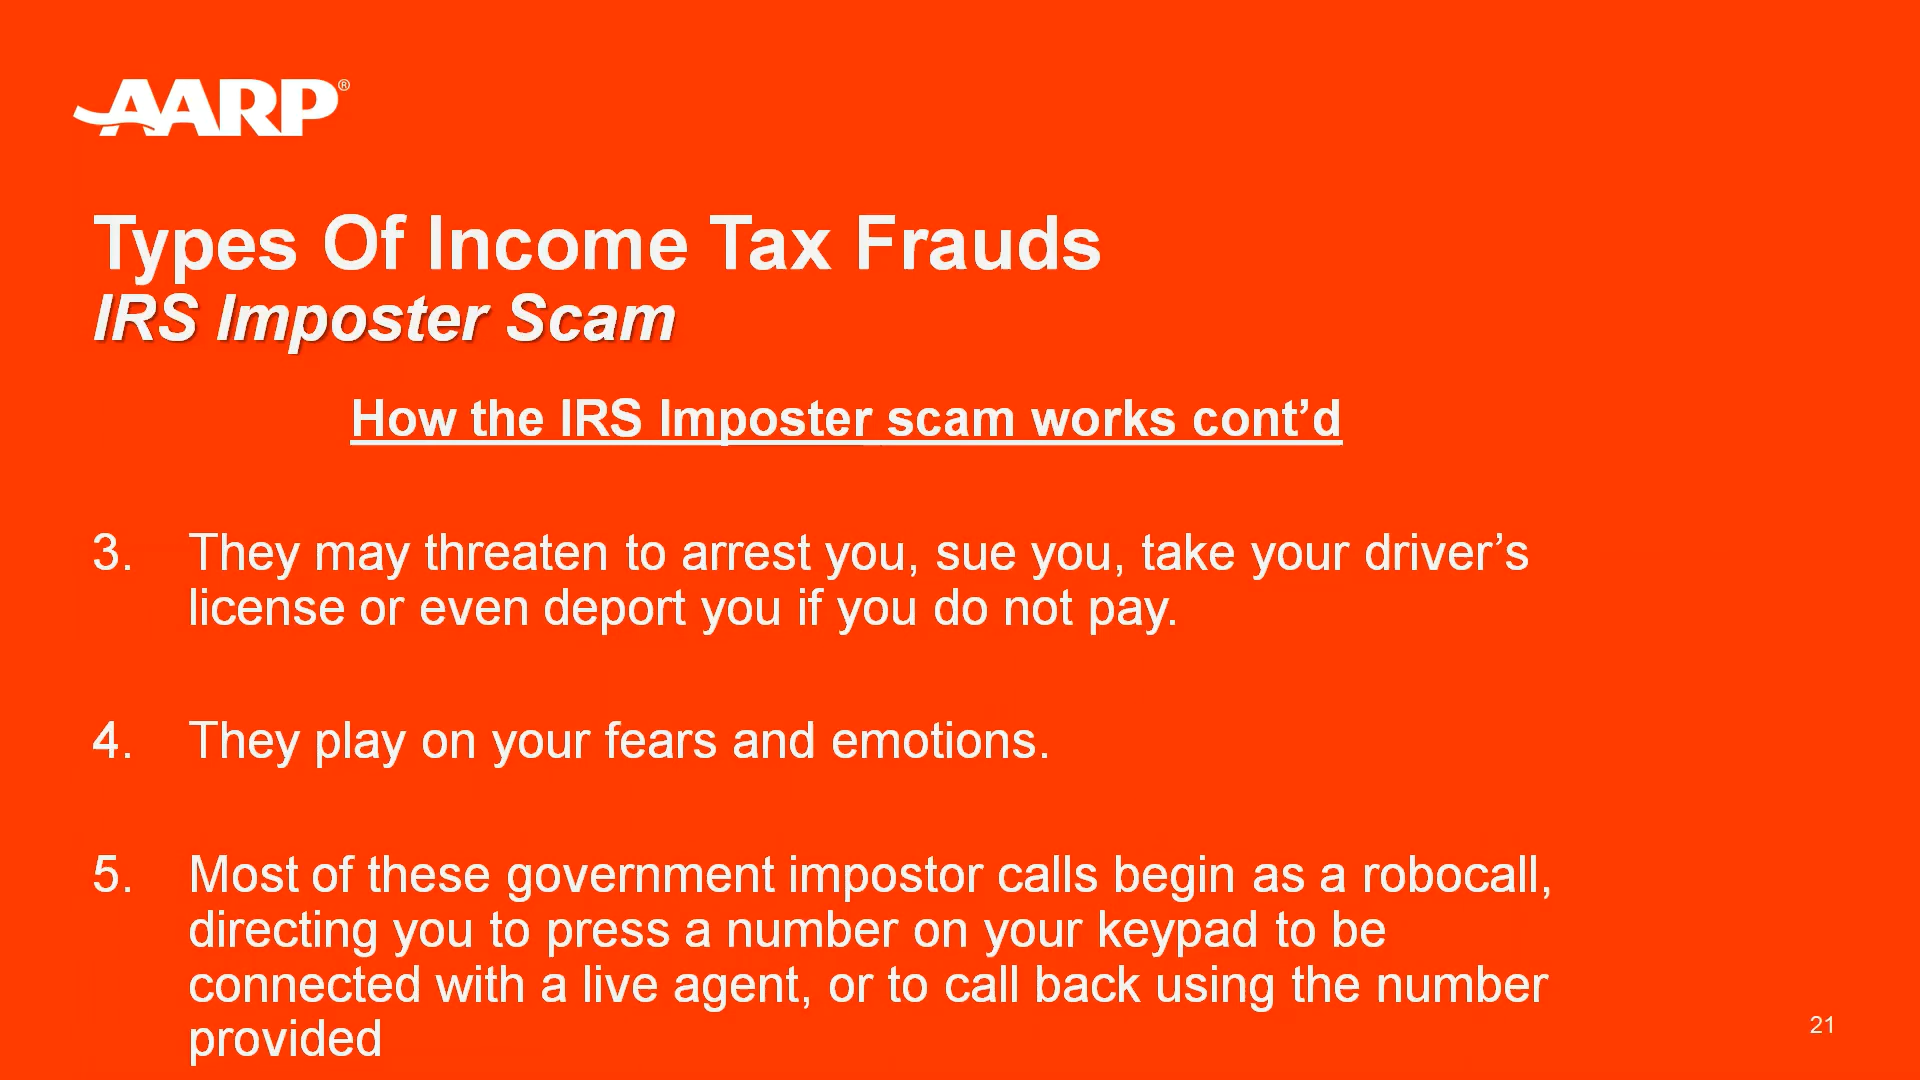 AARP®
Types Of Income Tax Frauds
IRS Imposter Scam
How the IRS Imposter scam works cont’d
3. They may threaten to arrest you, sue you, take your driver’s
license or even deport you if you do not pay.
4. They play on your fears and emotions.
5. Most of these government impostor calls begin as a robocall,
directing you to press a number on your keypad to be
connected with a live agent, or to call back using the number
provided
21